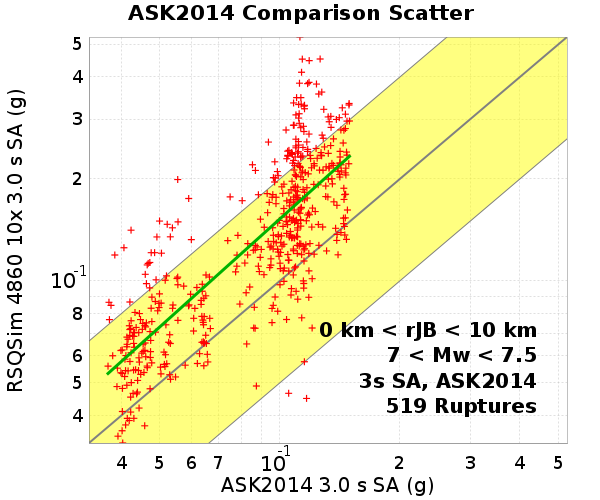 ASK2014 Comparison Scatter
RSQSim 4860 10x 3.0 s SA (g)
5
4
3
2
10⁻¹
8
6
5
4
0 km < rJB < 10 km
7 < Mw < 7.5
3s SA, ASK2014
519 Ruptures
4 5 6 7 10⁻¹ 2 3 4 5
ASK2014 3.0 s SA (g)